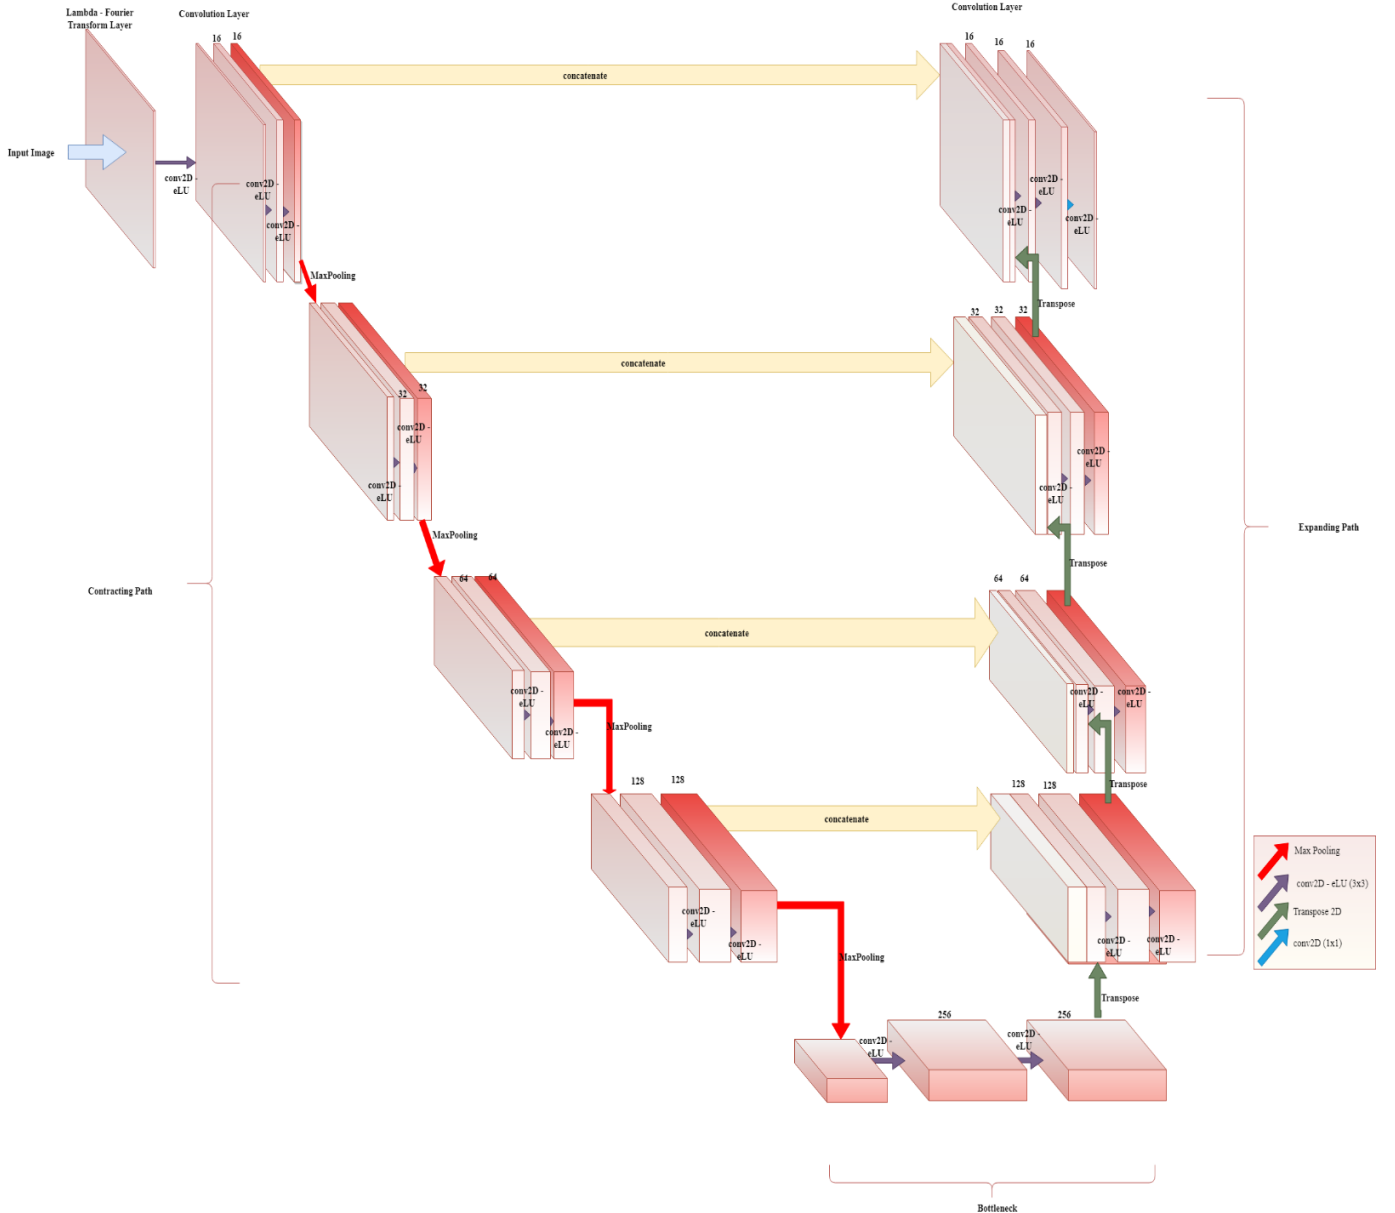 Lambda - Fourier
Transform Layer
Convolution Layer
Convolution Layer
16
16
16
16
16
concatenate
Input Image
conv2D -
eLU
conv2D -
eLU
conv2D -
eLU
conv2D -
eLU
conv2D -
eLU
conv2D -
eLU
MaxPooling
Transpose
32
32
32
concatenate
32
32
conv2D -
eLU
conv2D -
eLU
conv2D -
eLU
conv2D -
eLU
MaxPooling
Expanding Path
Transpose
64
64
64
64
Contracting Path
concatenate
conv2D -
eLU
conv2D -
eLU
conv2D -
eLU
conv2D -
eLU
MaxPooling
Transpose
128
128
128
128
concatenate
conv2D -
eLU
conv2D -
eLU
conv2D -
eLU
conv2D -
eLU
Max Pooling
conv2D - eLU (3x3)
Transpose 2D
conv2D (1x1)
MaxPooling
Transpose
256
256
conv2D -
eLU
conv2D -
eLU
Bottleneck